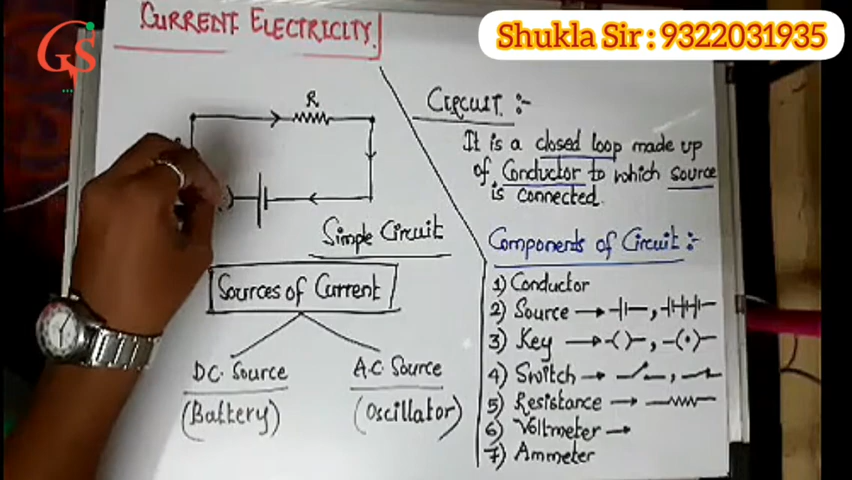 Shukla Sir : 9322031935
GS
CURRENT ELECTRICITY
R
Simple Circuit
Sources of Current
D.C. Source
(Battery)
A.C Source
(Oscillator)
CIRCUIT :-
It is a closed loop made up
of Conductor to which source
is connected.
Components of Circuit :-
1) Conductor
2) Source → ,
3) Key → ,
4) Switch → ,
5) Resistance →
6) Voltmeter →
7) Ammeter